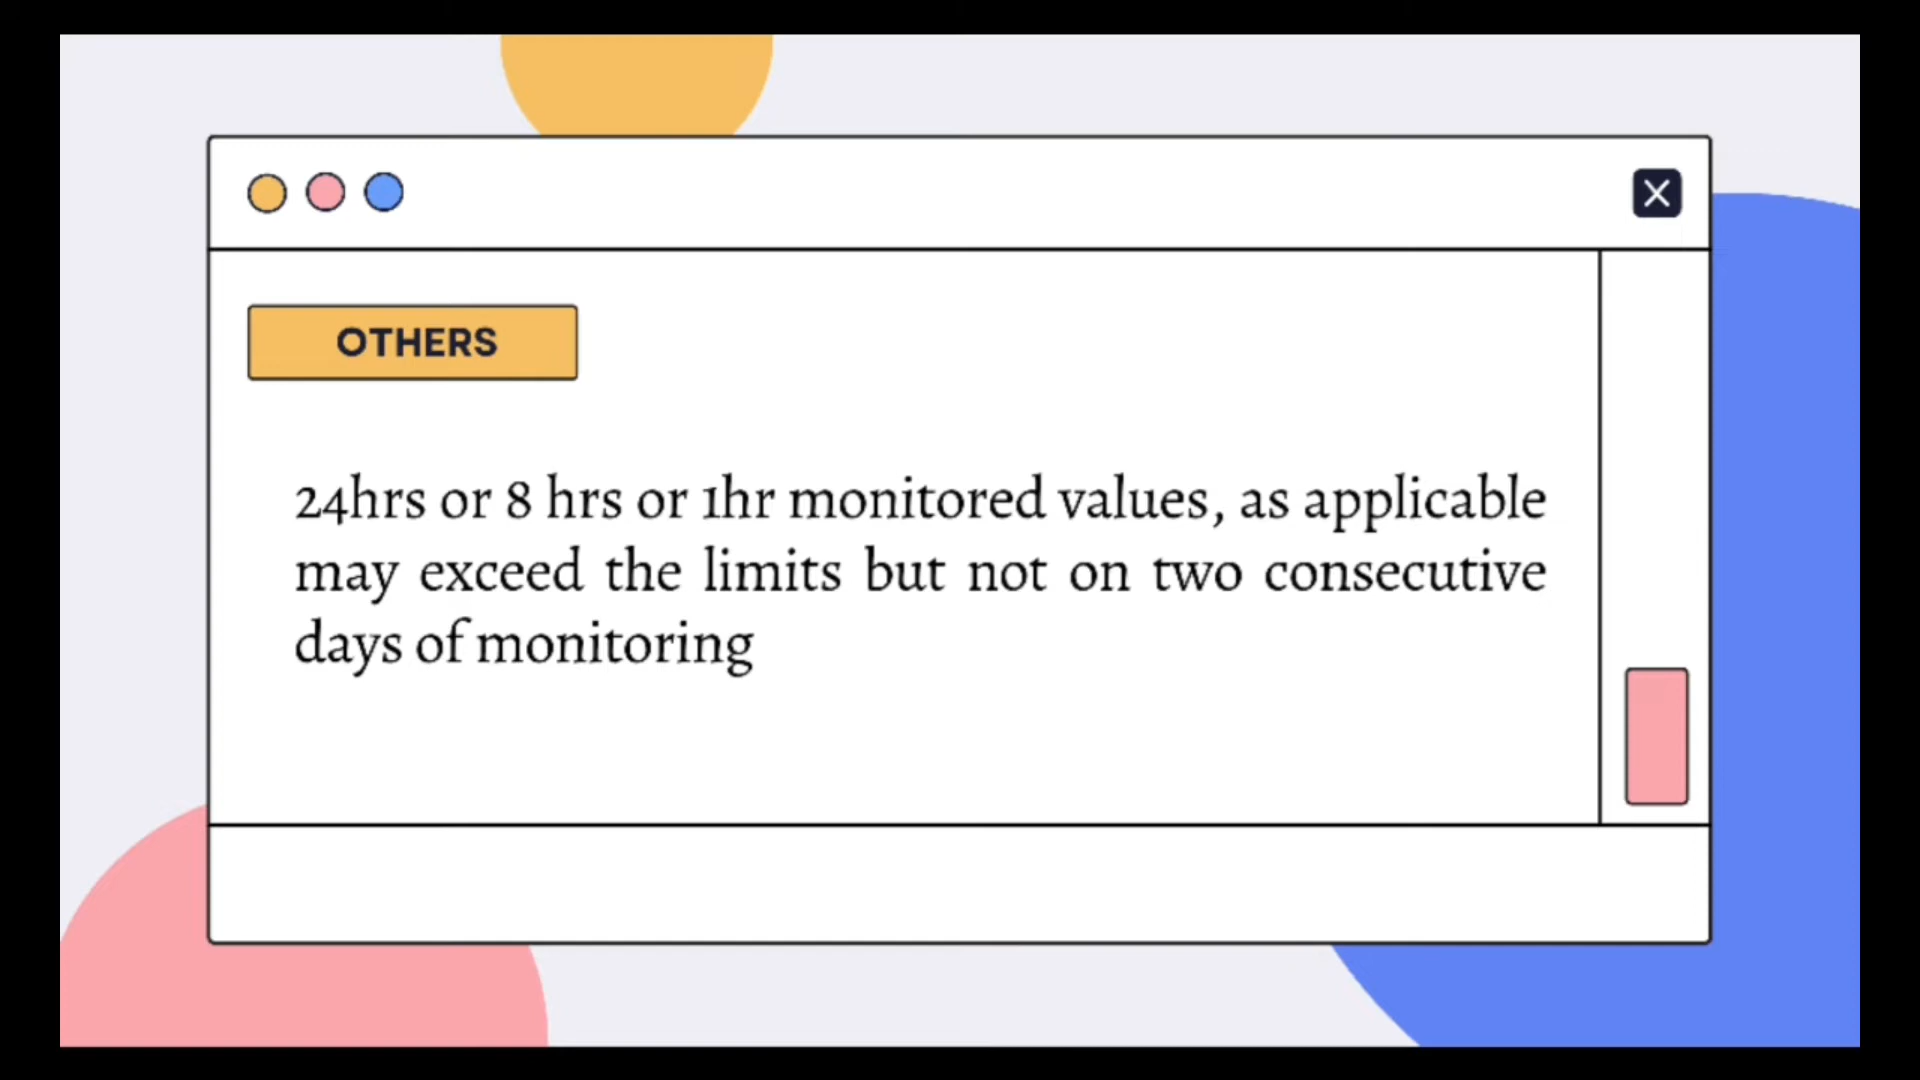 OTHERS
24hrs or 8 hrs or 1hr monitored values, as applicable
may exceed the limits but not on two consecutive
days of monitoring